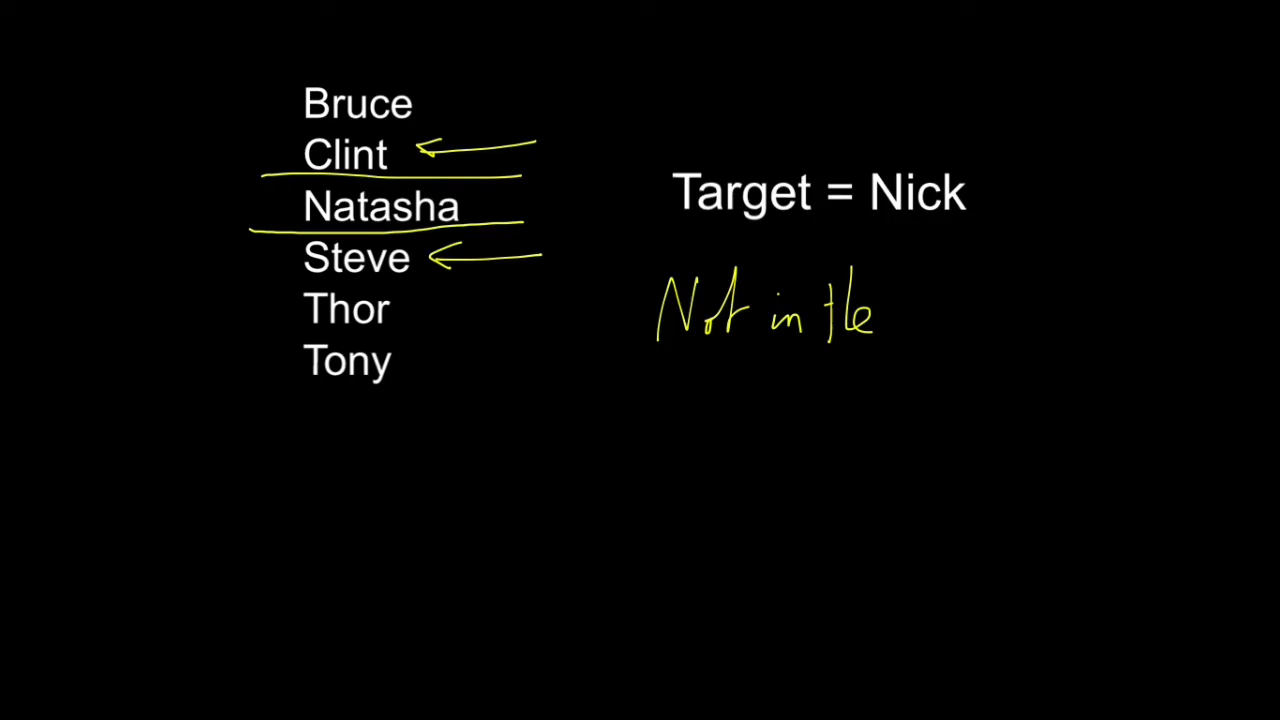 Bruce
Clint
Natasha
Steve
Thor
Tony
Target = Nick
Not in the